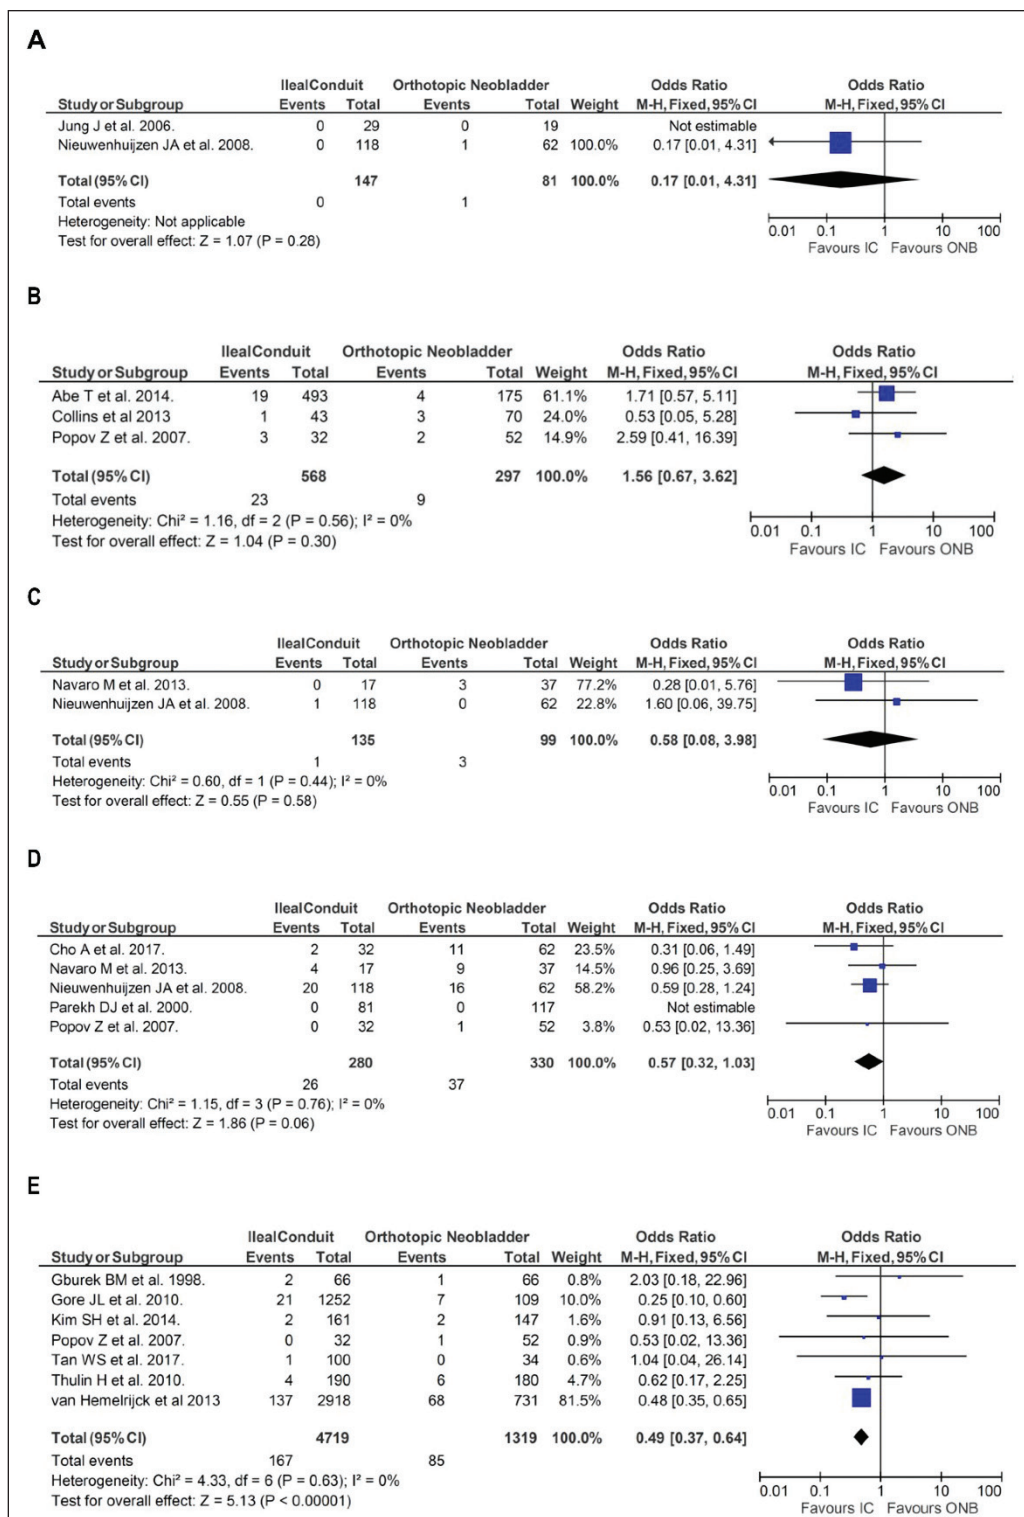 A
IlealConduit Orthotopic Neobladder Odds Ratio Odds Ratio
Study or Subgroup Events Total Events Total Weight M-H, Fixed, 95% CI M-H, Fixed, 95% CI
Jung J et al. 2006. 0 29 0 19 Not estimable
Nieuwenhuijzen JA et al. 2008. 0 118 1 62 100.0% 0.17 [0.01, 4.31]
Total (95% CI) 147 81 100.0% 0.17 [0.01, 4.31]
Total events 0 1
Heterogeneity: Not applicable
Test for overall effect: Z = 1.07 (P = 0.28)
0.01 0.1 1 10 100
Favours IC Favours ONB
B
IlealConduit Orthotopic Neobladder Odds Ratio Odds Ratio
Study or Subgroup Events Total Events Total Weight M-H, Fixed, 95% CI M-H, Fixed, 95% CI
Abe T et al. 2014. 19 493 4 175 61.1% 1.71 [0.57, 5.11]
Collins et al 2013 1 43 3 70 24.0% 0.53 [0.05, 5.28]
Popov Z et al. 2007. 3 32 2 52 14.9% 2.59 [0.41, 16.39]
Total (95% CI) 568 297 100.0% 1.56 [0.67, 3.62]
Total events 23 9
Heterogeneity: Chi² = 1.16, df = 2 (P = 0.56); I² = 0%
Test for overall effect: Z = 1.04 (P = 0.30)
0.01 0.1 1 10 100
Favours IC Favours ONB
C
IlealConduit Orthotopic Neobladder Odds Ratio Odds Ratio
Study or Subgroup Events Total Events Total Weight M-H, Fixed, 95% CI M-H, Fixed, 95% CI
Navaro M et al. 2013. 0 17 3 37 77.2% 0.28 [0.01, 5.76]
Nieuwenhuijzen JA et al. 2008. 1 118 0 62 22.8% 1.60 [0.06, 39.75]
Total (95% CI) 135 99 100.0% 0.58 [0.08, 3.98]
Total events 1 3
Heterogeneity: Chi² = 0.60, df = 1 (P = 0.44); I² = 0%
Test for overall effect: Z = 0.55 (P = 0.58)
0.01 0.1 1 10 100
Favours IC Favours ONB
D
IlealConduit Orthotopic Neobladder Odds Ratio Odds Ratio
Study or Subgroup Events Total Events Total Weight M-H, Fixed, 95% CI M-H, Fixed, 95% CI
Cho A et al. 2017. 2 32 11 62 23.5% 0.31 [0.06, 1.49]
Navaro M et al. 2013. 4 17 9 37 14.5% 0.96 [0.25, 3.69]
Nieuwenhuijzen JA et al. 2008. 20 118 16 62 58.2% 0.59 [0.28, 1.24]
Parekh DJ et al. 2000. 0 81 0 117 Not estimable
Popov Z et al. 2007. 0 32 1 52 3.8% 0.53 [0.02, 13.36]
Total (95% CI) 280 330 100.0% 0.57 [0.32, 1.03]
Total events 26 37
Heterogeneity: Chi² = 1.15, df = 3 (P = 0.76); I² = 0%
Test for overall effect: Z = 1.86 (P = 0.06)
0.01 0.1 1 10 100
Favours IC Favours ONB
E
IlealConduit Orthotopic Neobladder Odds Ratio Odds Ratio
Study or Subgroup Events Total Events Total Weight M-H, Fixed, 95% CI M-H, Fixed, 95% CI
Gburek BM et al. 1998. 2 66 1 66 0.8% 2.03 [0.18, 22.96]
Gore JL et al. 2010. 21 1252 7 109 10.0% 0.25 [0.10, 0.60]
Kim SH et al. 2014. 2 161 2 147 1.6% 0.91 [0.13, 6.56]
Popov Z et al. 2007. 0 32 1 52 0.9% 0.53 [0.02, 13.36]
Tan WS et al. 2017. 1 100 0 34 0.6% 1.04 [0.04, 26.14]
Thulin H et al. 2010. 4 190 6 180 4.7% 0.62 [0.17, 2.25]
van Hemelrijck et al 2013 137 2918 68 731 81.5% 0.48 [0.35, 0.65]
Total (95% CI) 4719 1319 100.0% 0.49 [0.37, 0.64]
Total events 167 85
Heterogeneity: Chi² = 4.33, df = 6 (P = 0.63); I² = 0%
Test for overall effect: Z = 5.13 (P < 0.00001)
0.01 0.1 1 10 100
Favours IC Favours ONB